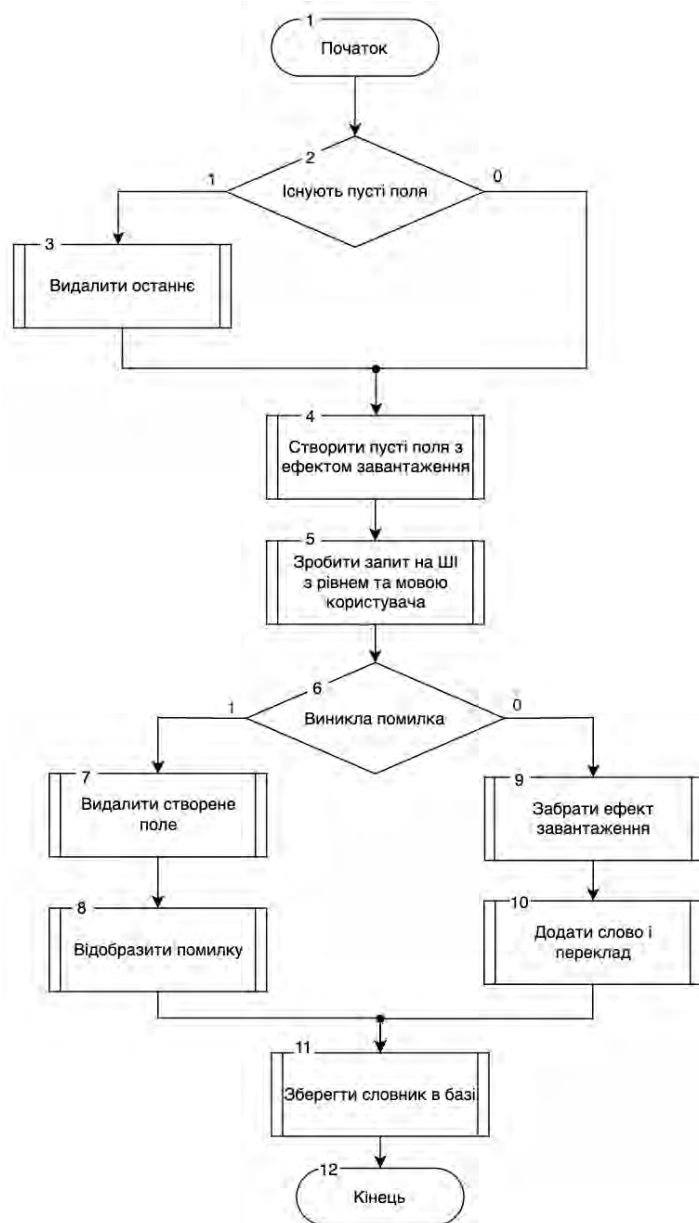 1
Початок
2
1
0
Існують пусті поля
3
Видалити останнє
4
Створити пусті поля з
ефектом завантаження
5
Зробити запит на ШІ
з рівнем та мовою
користувача
6
1
0
Виникла помилка
7
Видалити створене
поле
9
Забрати ефект
завантаження
8
Відобразити помилку
10
Додати слово і
переклад
11
Зберегти словник в базі
12
Кінець